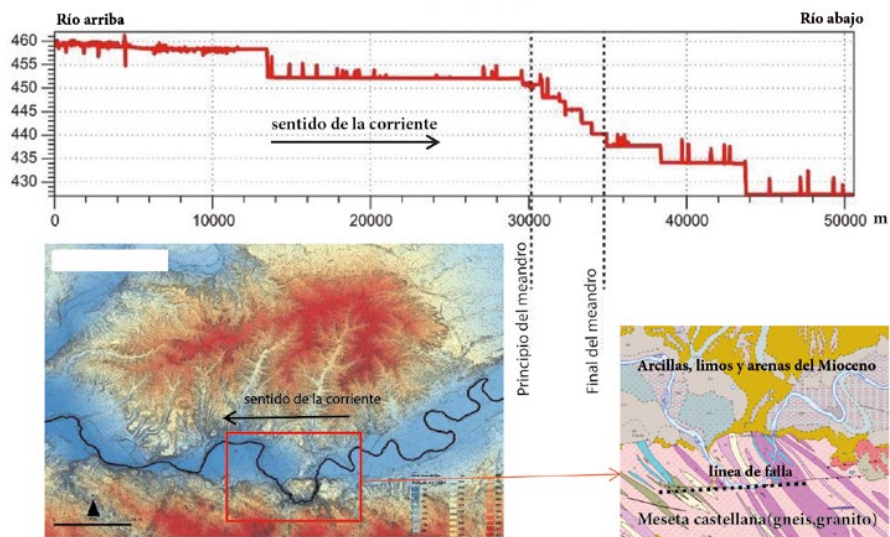 Río arriba
Río abajo
460
455
450
445
440
435
430
sentido de la corriente
0
10000
20000
30000
40000
50000
m
Principio del meandro
Final del meandro
sentido de la corriente
Arcillas, limos y arenas del Mioceno
línea de falla
Meseta castellana(gneis,granito)